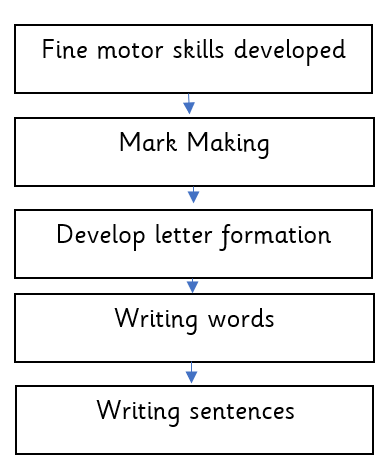 Fine motor skills developed
Mark Making
Develop letter formation
Writing words
Writing sentences